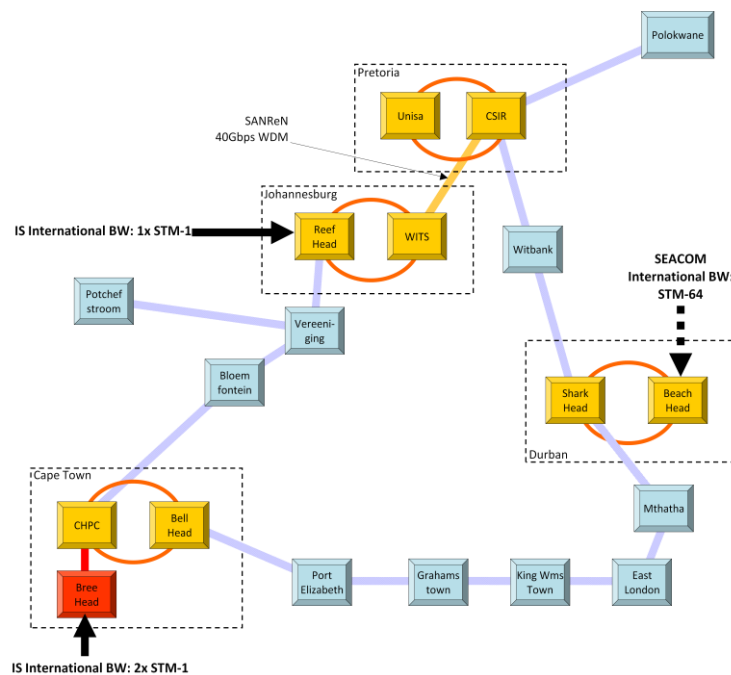 Polokwane
Pretoria
Unisa
CSIR
SANReN
40Gbps WDM
Johannesburg
IS International BW: 1x STM-1
Reef
Head
WITS
Witbank
SEACOM
International BW:
STM-64
Potchef
stroom
Vereeni-
ging
Bloem
fontein
Shark
Head
Beach
Head
Durban
Cape Town
CHPC
Bell
Head
Mthatha
Bree
Head
Port
Elizabeth
Grahams
town
King Wms
Town
East
London
IS International BW: 2x STM-1